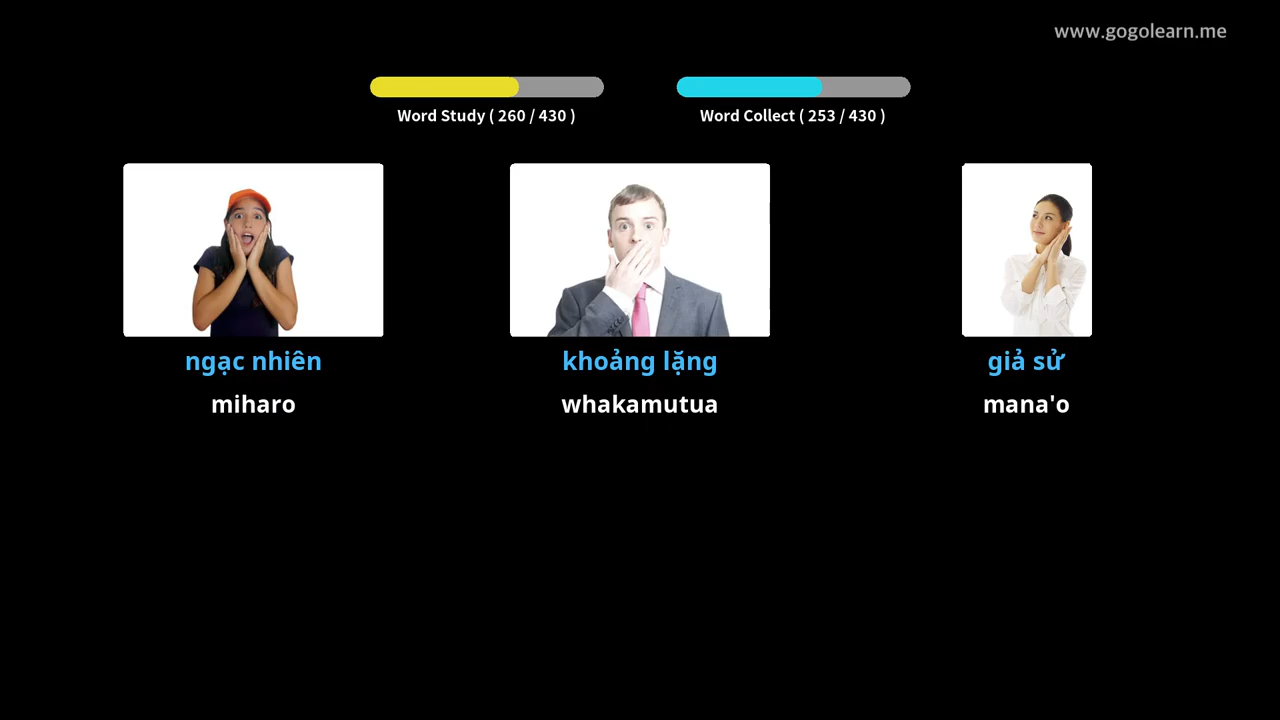 www.gogolearn.me
Word Study ( 260 / 430 )
Word Collect ( 253 / 430 )
ngạc nhiên
khoảng lặng
giả sử
miharo
whakamutua
mana'o